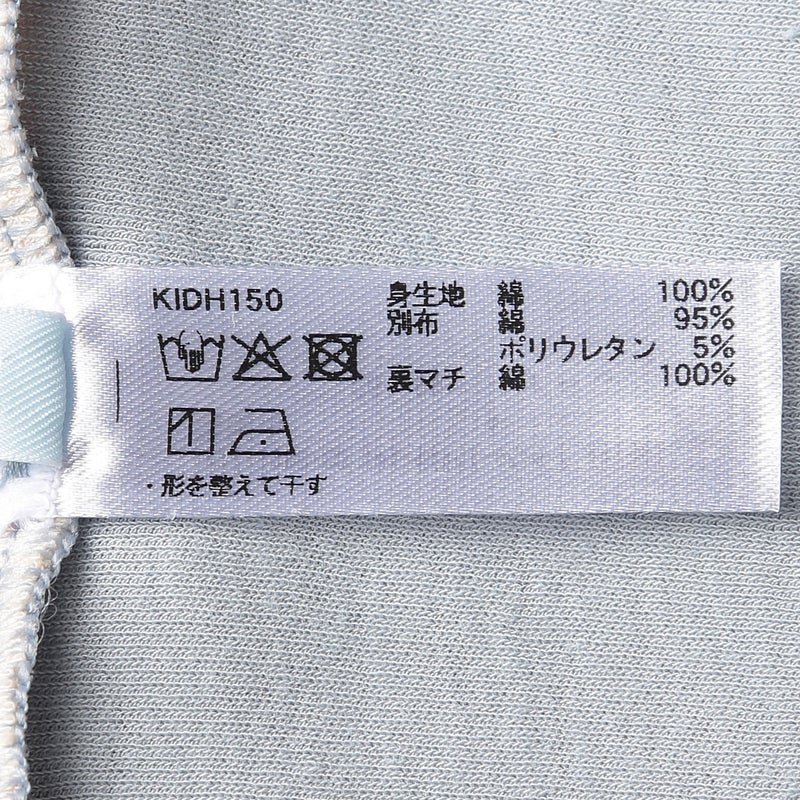 KIDH150
身生地 綿 100%
別布 綿 95%
ポリウレタン 5%
裏マチ 綿 100%
・形を整えて干す